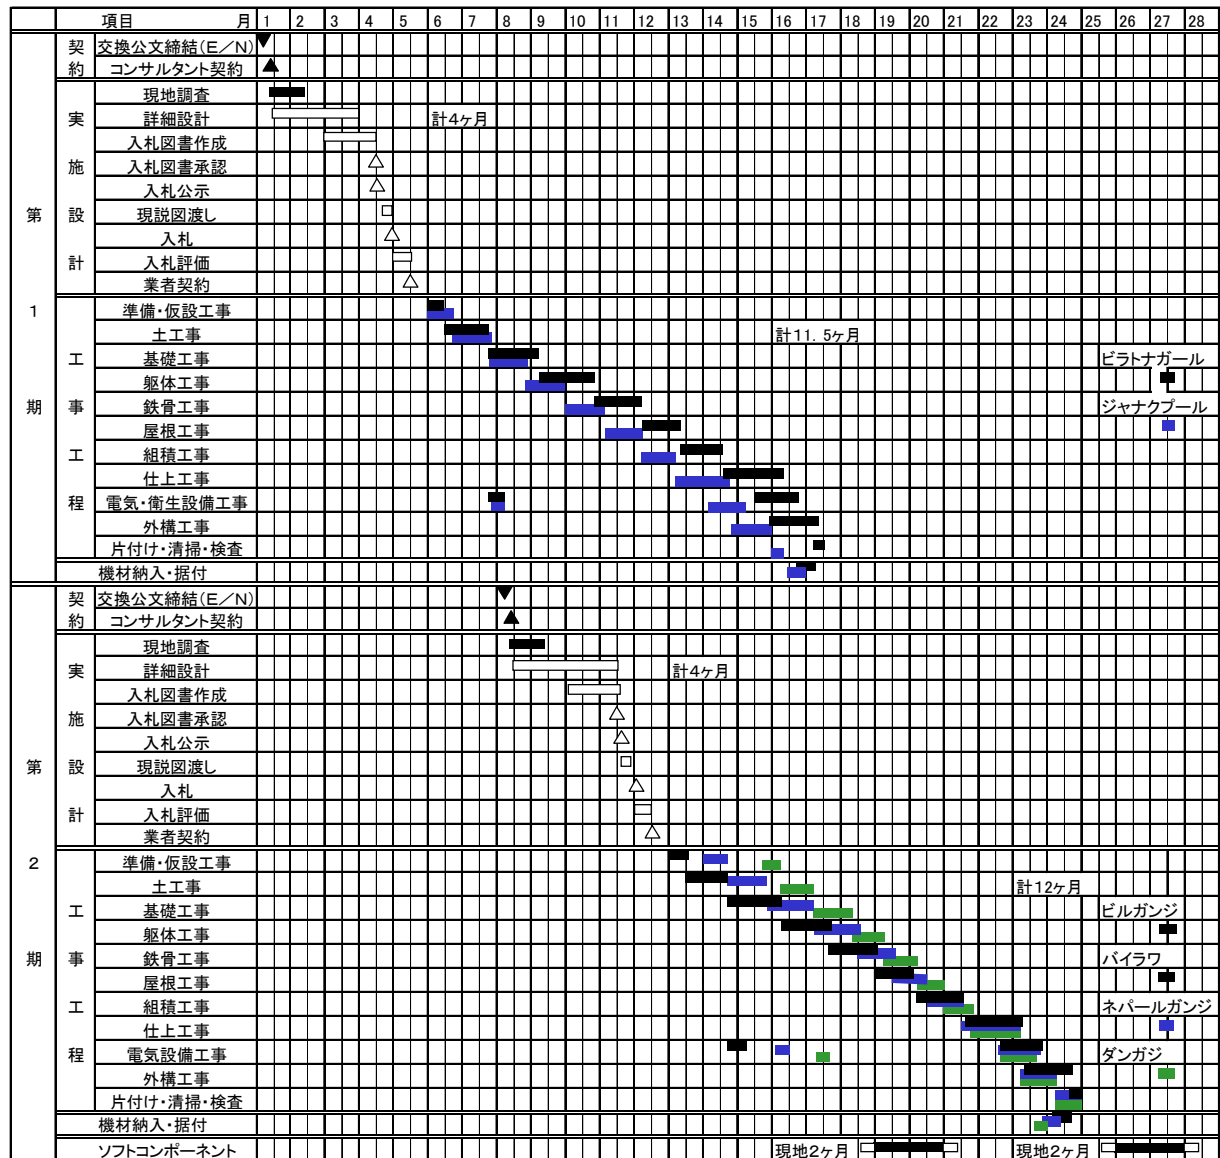 項目 月 1 2 3 4 5 6 7 8 9 10 11 12 13 14 15 16 17 18 19 20 21 22 23 24 25 26 27 28
契 交換公文締結(E/N)
約 コンサルタント契約
現地調査
実 詳細設計 計4ヶ月
入札図書作成
施 入札図書承認
入札公示
第 設 現説図渡し
入札
計 入札評価
業者契約
1 準備・仮設工事
土工事 計11.5ヶ月
工 基礎工事 ビラトナガール
躯体工事
期 事 鉄骨工事 ジャナクプール
屋根工事
工 組積工事
仕上工事
程 電気・衛生設備工事
外構工事
片付け・清掃・検査
機材納入・据付
契 交換公文締結(E/N)
約 コンサルタント契約
現地調査
実 詳細設計 計4ヶ月
入札図書作成
施 入札図書承認
入札公示
第 設 現説図渡し
入札
計 入札評価
業者契約
2 準備・仮設工事
土工事 計12ヶ月
工 基礎工事 ビルガンジ
躯体工事
期 事 鉄骨工事 バイラワ
屋根工事
工 組積工事 ネパールガンジ
仕上工事
程 電気設備工事 ダンガジ
外構工事
片付け・清掃・検査
機材納入・据付
ソフトコンポーネント 現地2ヶ月 現地2ヶ月